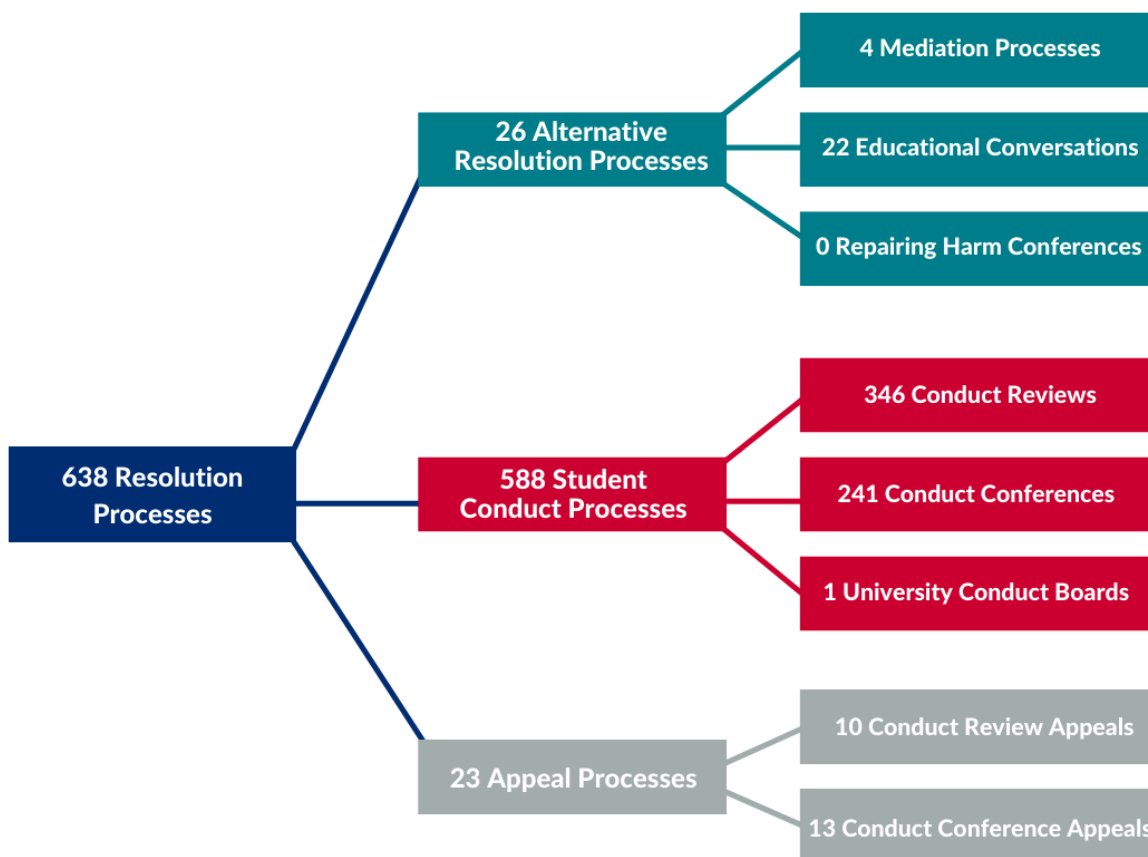 638 Resolution
Processes
26 Alternative
Resolution Processes
4 Mediation Processes
22 Educational Conversations
0 Repairing Harm Conferences
588 Student
Conduct Processes
346 Conduct Reviews
241 Conduct Conferences
1 University Conduct Boards
23 Appeal Processes
10 Conduct Review Appeals
13 Conduct Conference Appeals